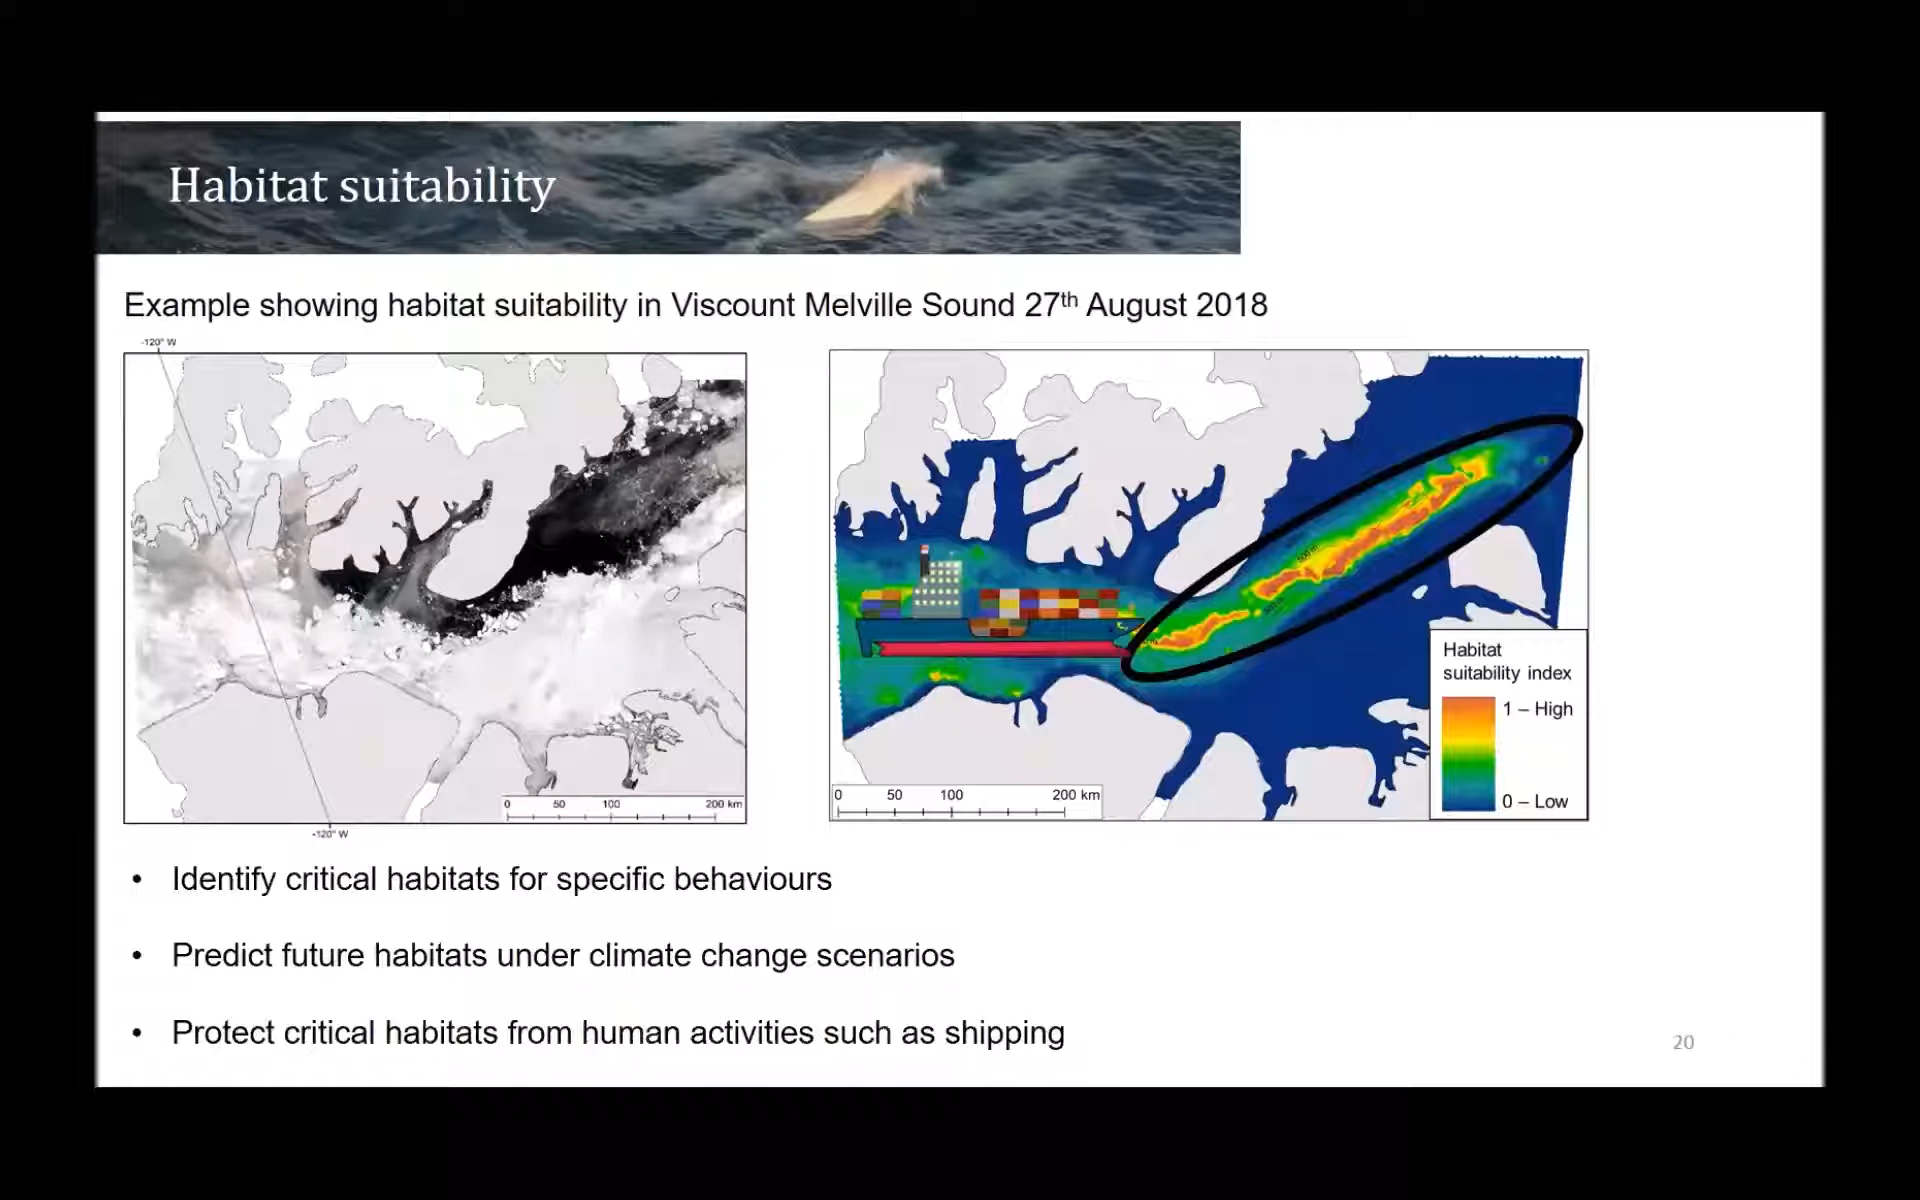 Habitat suitability
Example showing habitat suitability in Viscount Melville Sound 27th August 2018
-120° W
0 50 100 200 km
-120° W
500 m
Habitat
suitability index
1 – High
0 – Low
0 50 100 200 km
• Identify critical habitats for specific behaviours
• Predict future habitats under climate change scenarios
• Protect critical habitats from human activities such as shipping
20